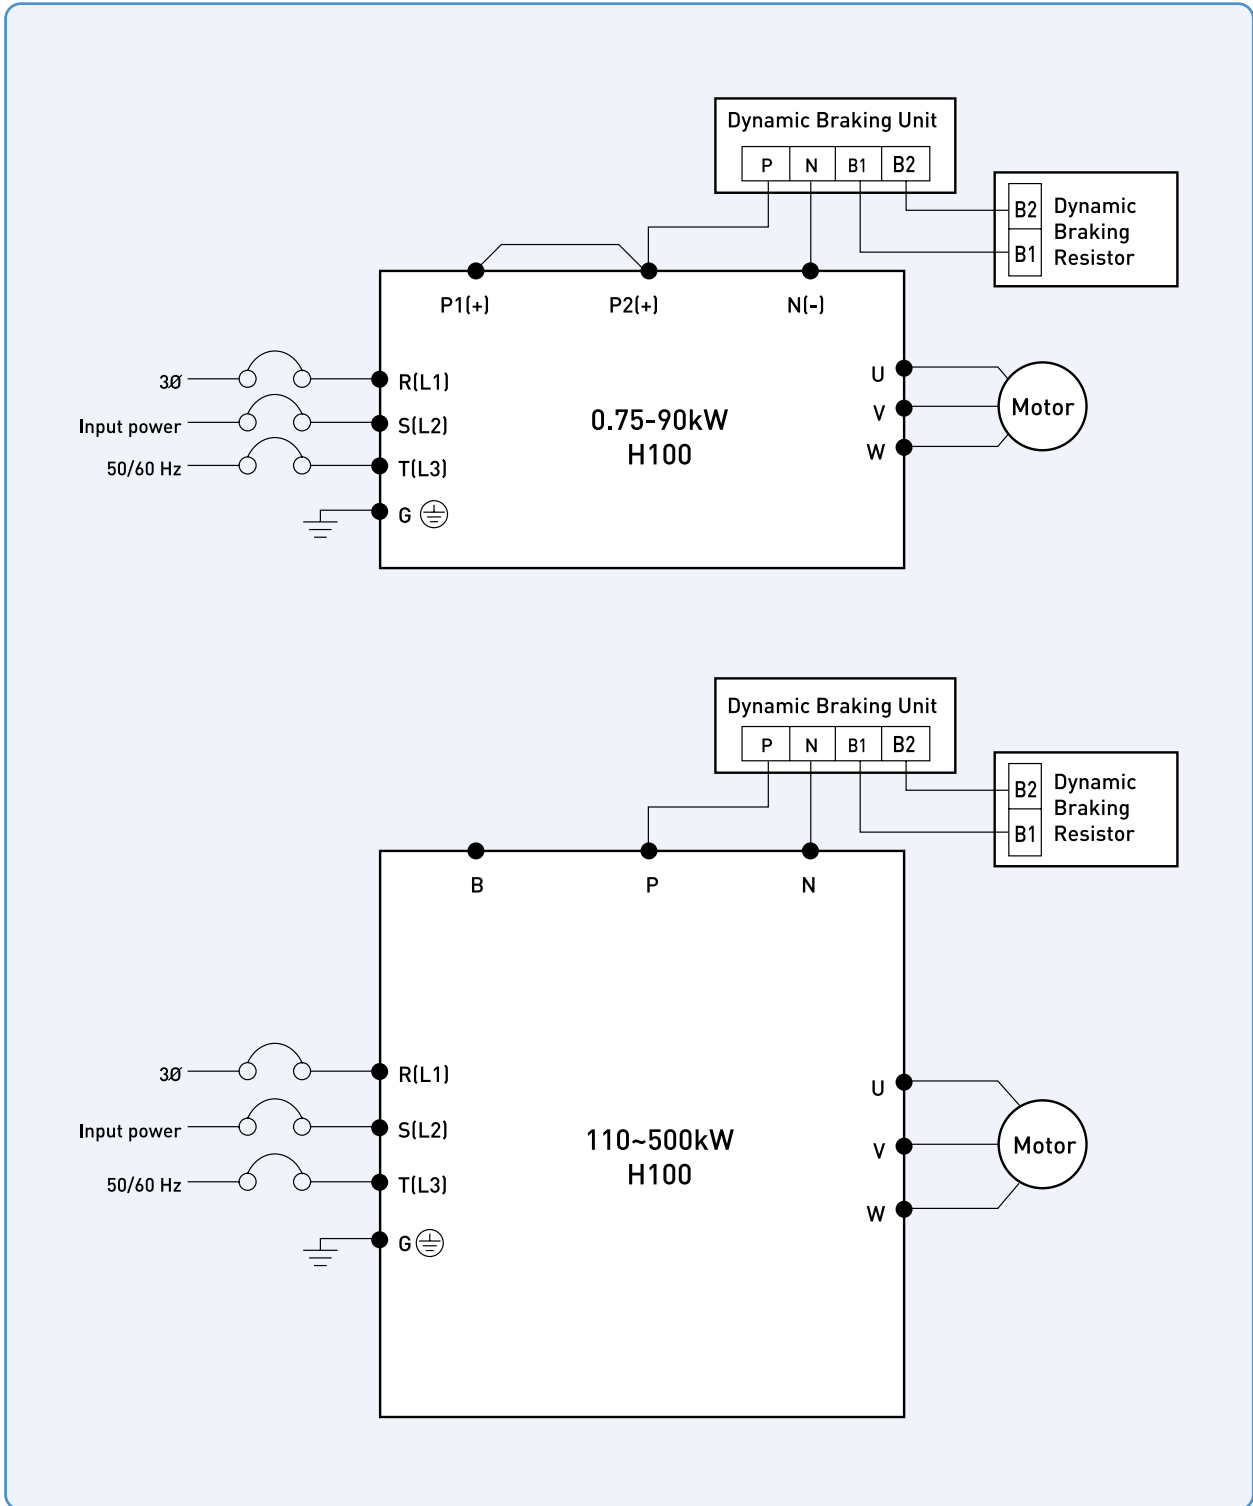 Dynamic Braking Unit
P N B1 B2
B2
B1
Dynamic
Braking
Resistor
P1(+) P2(+) N(-)
3Ø
Input power
50/60 Hz
R(L1)
S(L2)
T(L3)
G
0.75-90kW
H100
U
V
W
Motor
Dynamic Braking Unit
P N B1 B2
B2
B1
Dynamic
Braking
Resistor
B P N
3Ø
Input power
50/60 Hz
R(L1)
S(L2)
T(L3)
G
110~500kW
H100
U
V
W
Motor